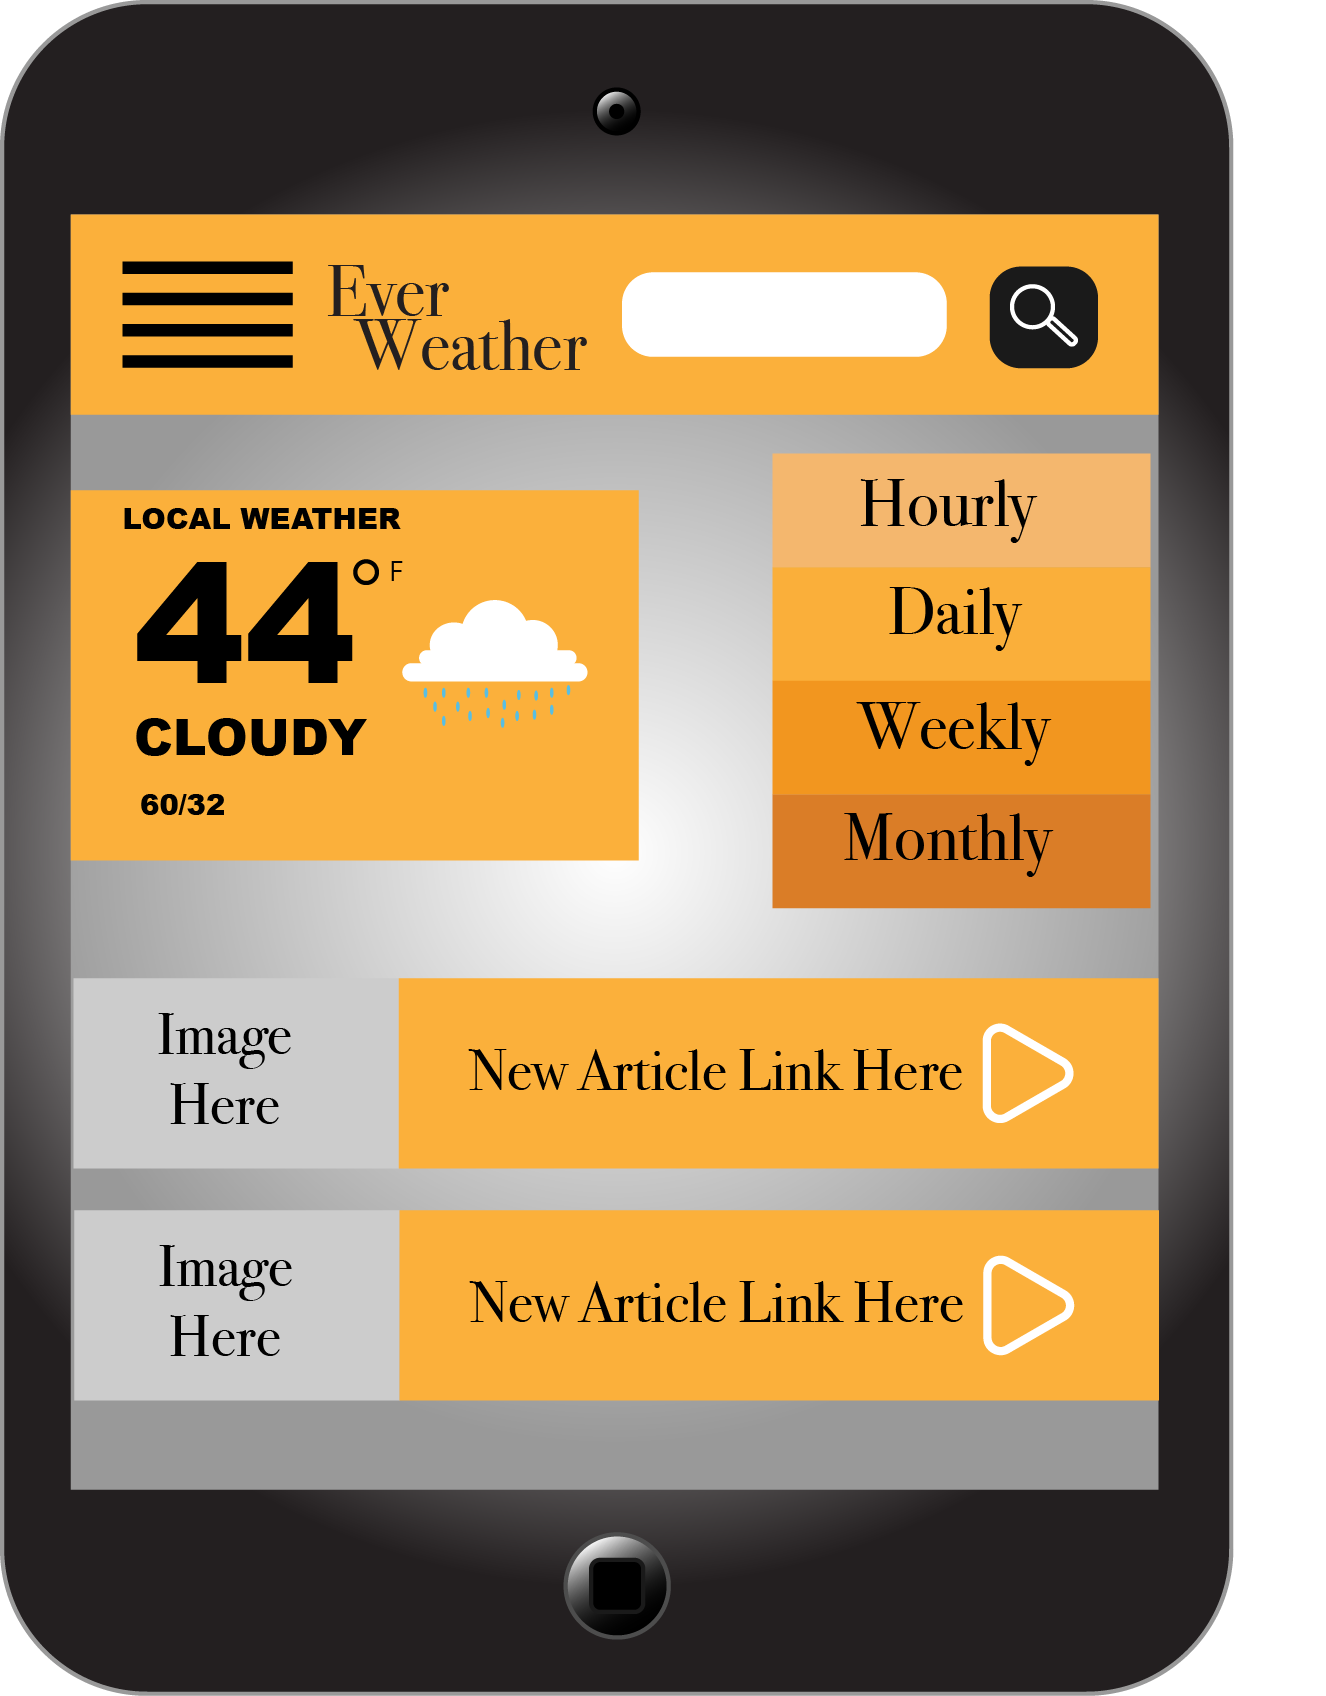 Ever
Weather
LOCAL WEATHER
44° F
CLOUDY
60/32
Hourly
Daily
Weekly
Monthly
Image
Here
New Article Link Here
Image
Here
New Article Link Here